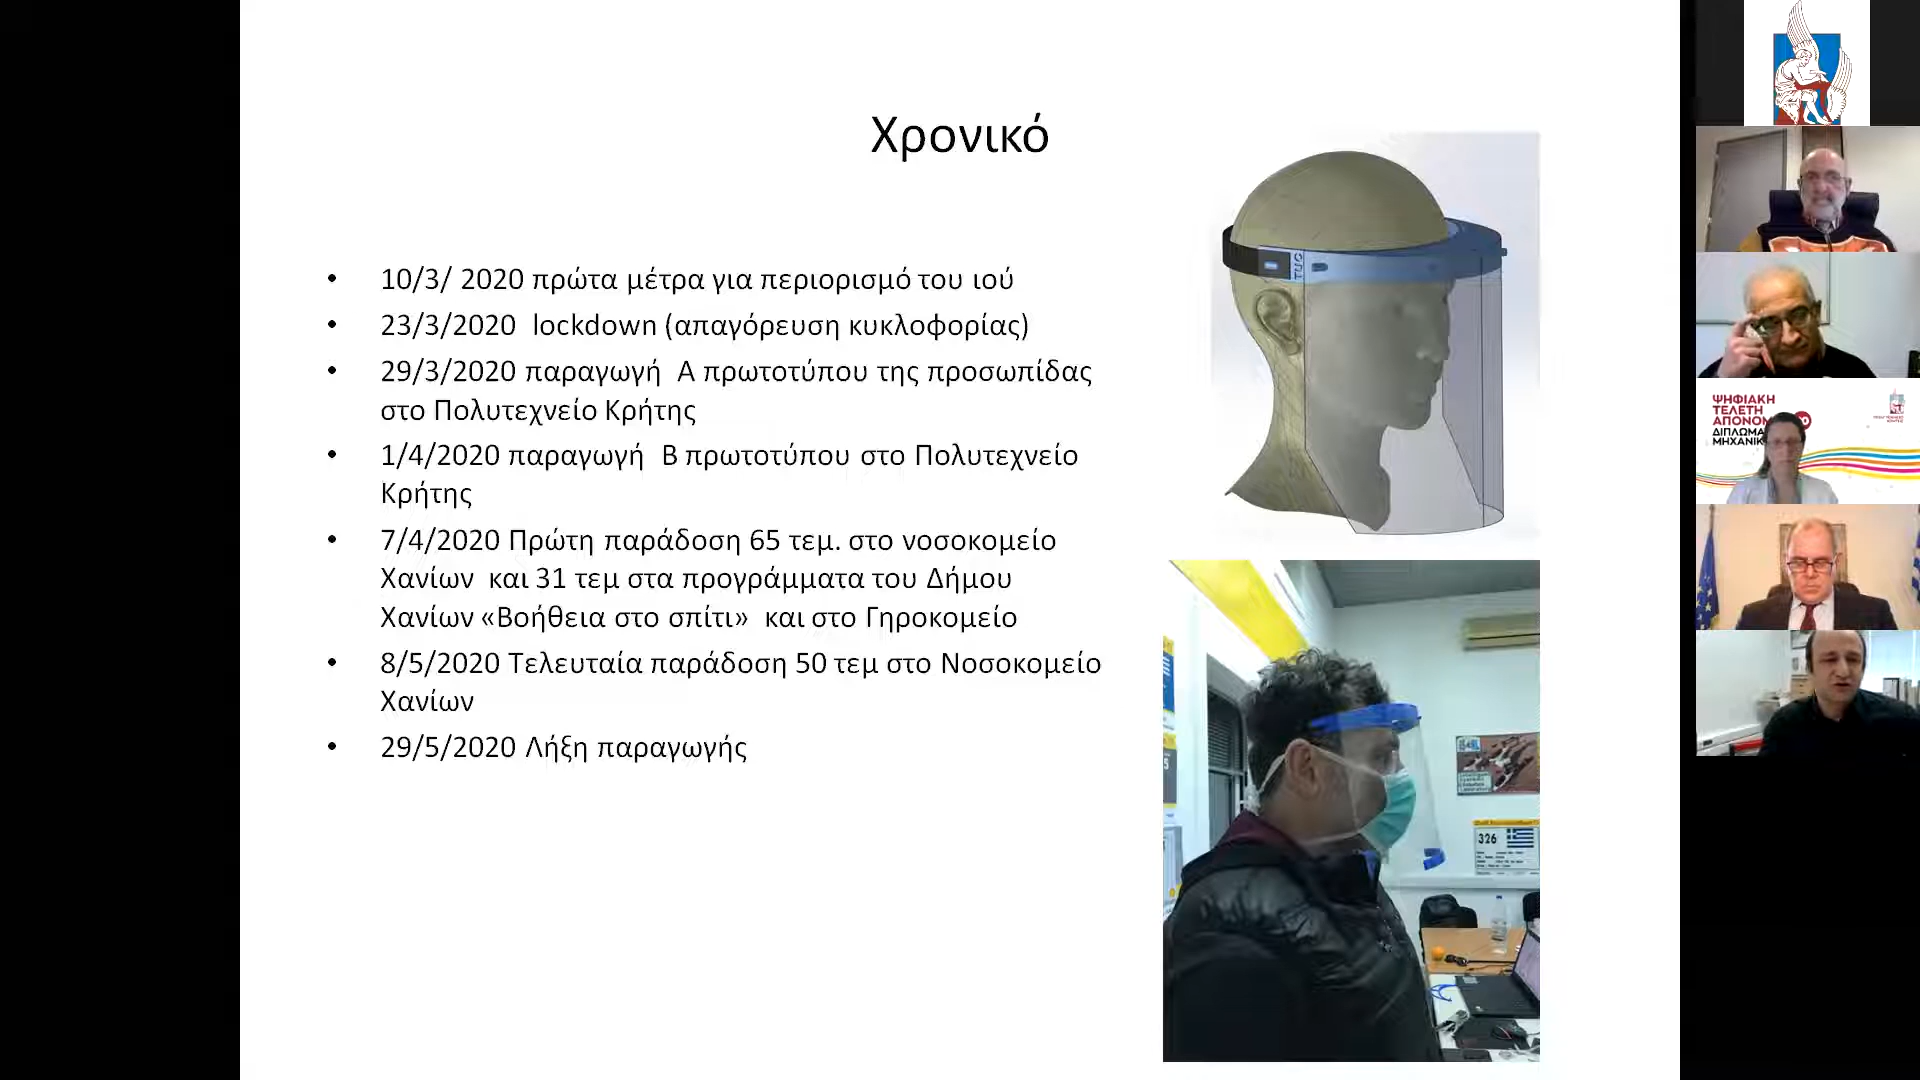 Χρονικό
• 10/3/ 2020 πρώτα μέτρα για περιορισμό του ιού
• 23/3/2020 lockdown (απαγόρευση κυκλοφορίας)
• 29/3/2020 παραγωγή Α πρωτοτύπου της προσωπίδας
στο Πολυτεχνείο Κρήτης
• 1/4/2020 παραγωγή Β πρωτοτύπου στο Πολυτεχνείο
Κρήτης
• 7/4/2020 Πρώτη παράδοση 65 τεμ. στο νοσοκομείο
Χανίων και 31 τεμ στα προγράμματα του Δήμου
Χανίων «Βοήθεια στο σπίτι» και στο Γηροκομείο
• 8/5/2020 Τελευταία παράδοση 50 τεμ στο Νοσοκομείο
Χανίων
• 29/5/2020 Λήξη παραγωγής
TUC
326
ΨΗΦΙΑΚΗ
ΤΕΛΕΤΗ